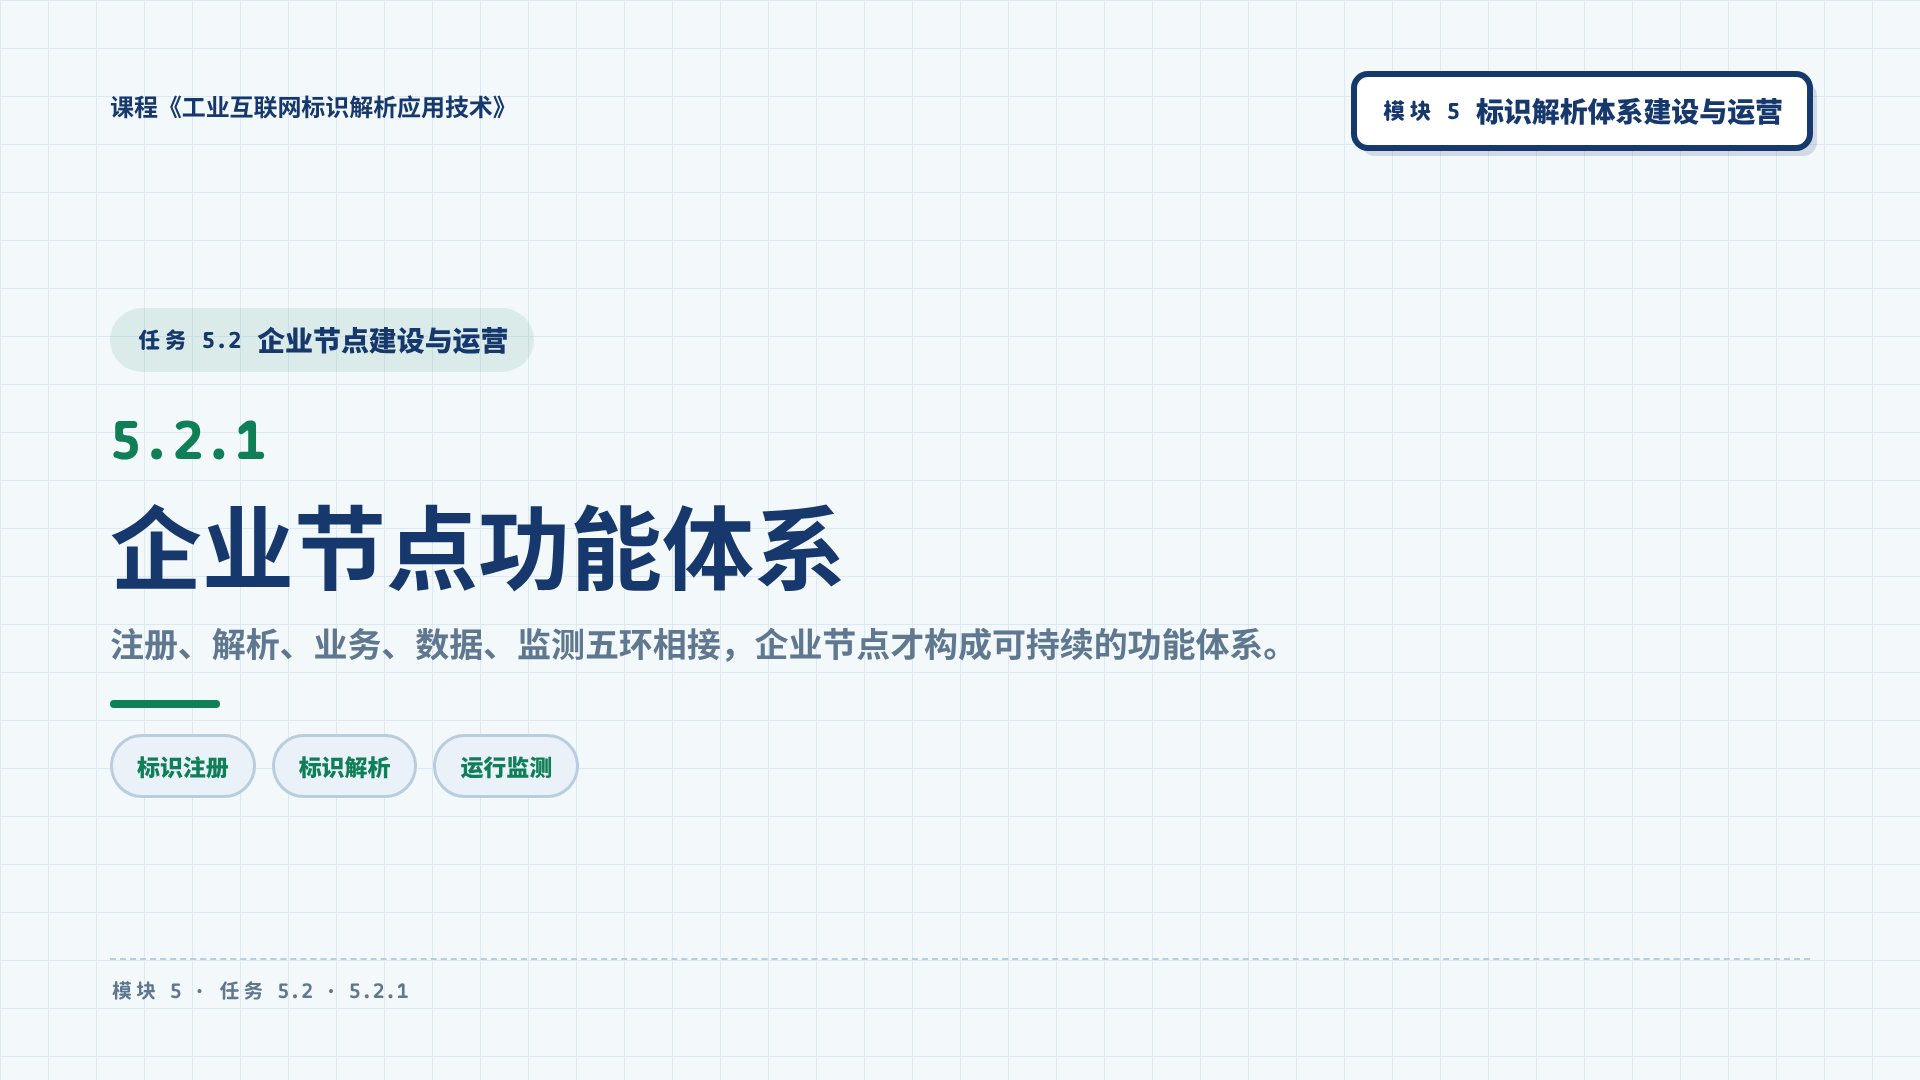 课程《工业互联网标识解析应用技术》
模块 5 标识解析体系建设与运营
任务 5.2 企业节点建设与运营
5.2.1
企业节点功能体系
注册、解析、业务、数据、监测五环相接，企业节点才构成可持续的功能体系。
标识注册 标识解析 运行监测
模块 5 · 任务 5.2 · 5.2.1